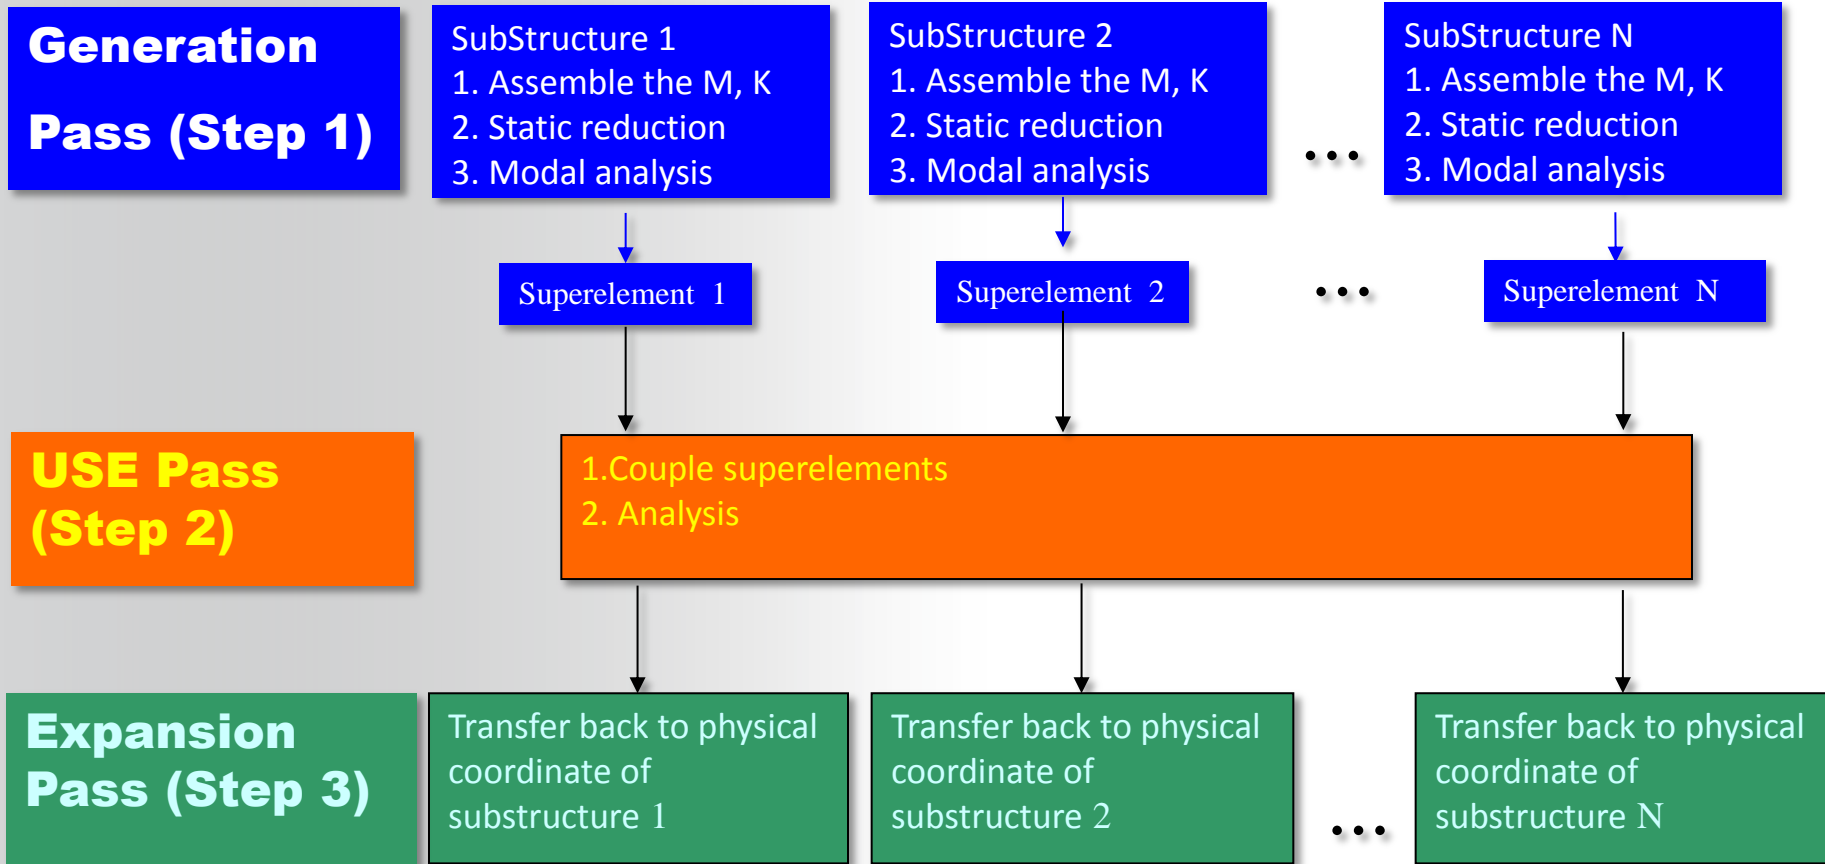 Generation
Pass (Step 1)
SubStructure 1
1. Assemble the M, K
2. Static reduction
3. Modal analysis
SubStructure 2
1. Assemble the M, K
2. Static reduction
3. Modal analysis
...
SubStructure N
1. Assemble the M, K
2. Static reduction
3. Modal analysis
Superelement 1
Superelement 2
...
Superelement N
USE Pass
(Step 2)
1.Couple superelements
2. Analysis
Expansion
Pass (Step 3)
Transfer back to physical
coordinate of
substructure 1
Transfer back to physical
coordinate of
substructure 2
...
Transfer back to physical
coordinate of
substructure N